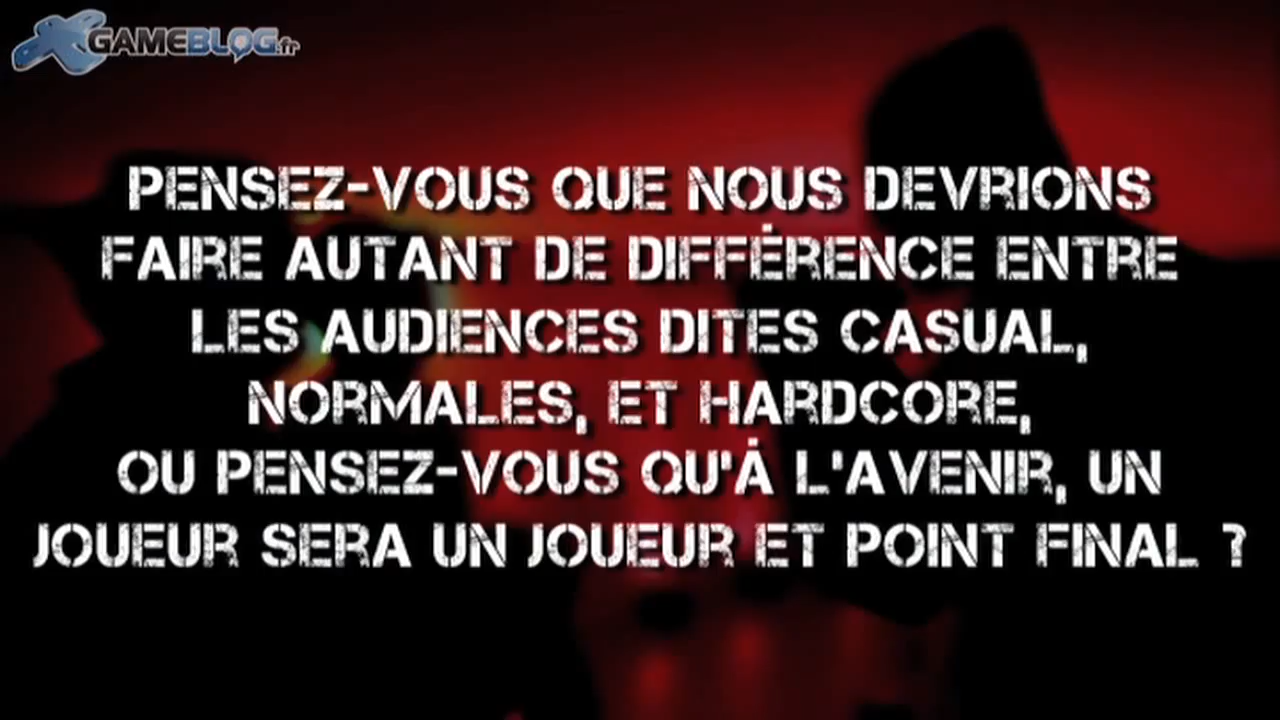 GAMEBLOG.fr
PENSEZ-VOUS QUE NOUS DEVRIONS
FAIRE AUTANT DE DIFFÉRENCE ENTRE
LES AUDIENCES DITES CASUAL,
NORMALES, ET HARDCORE,
OU PENSEZ-VOUS QU'À L'AVENIR, UN
JOUEUR SERA UN JOUEUR ET POINT FINAL ?